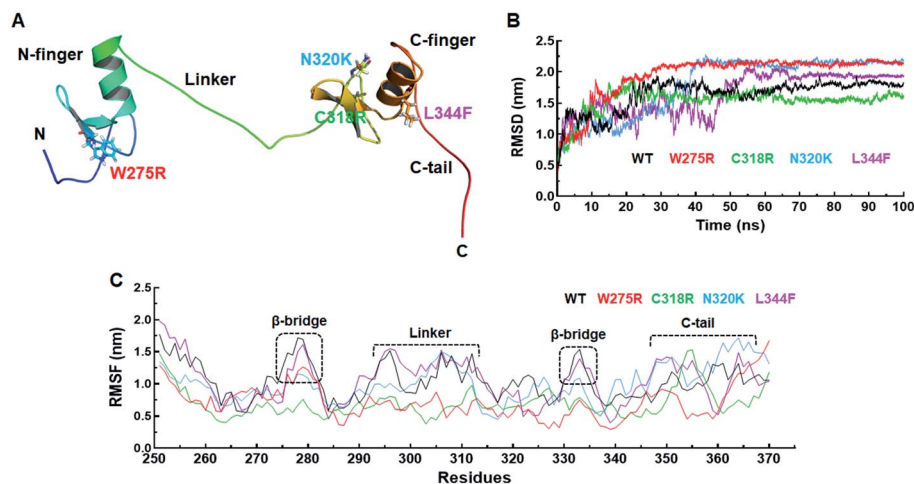 A
N-finger
N
W275R
Linker
N320K
C318R
C-finger
L344F
C-tail
C
B
RMSD (nm)
2.5
2.0
1.5
1.0
0.5
0.0
WT W275R C318R N320K L344F
0 10 20 30 40 50 60 70 80 90 100
Time (ns)
C
RMSF (nm)
2.5
2.0
1.5
1.0
0.5
0.0
WT W275R C318R N320K L344F
β-bridge
Linker
β-bridge
C-tail
250 260 270 280 290 300 310 320 330 340 350 360 370
Residues